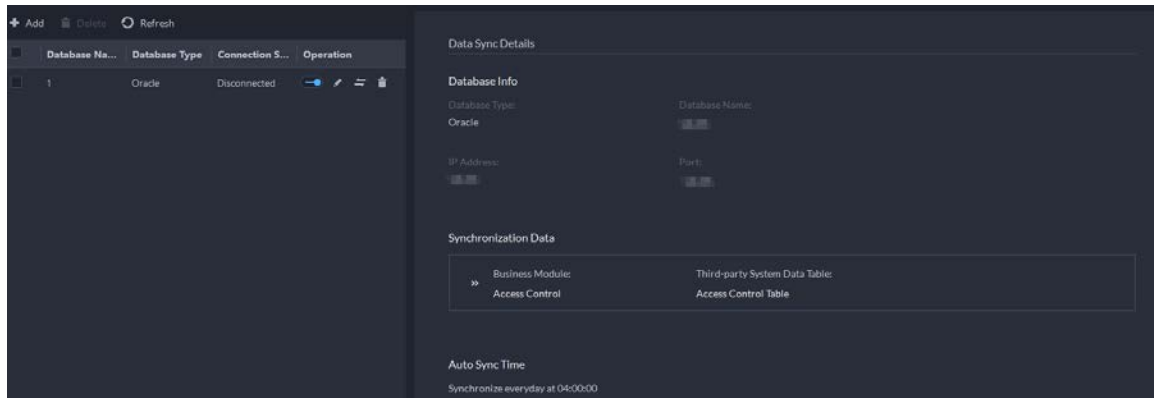 Add Delete Refresh
Database Na... Database Type Connection S... Operation
1 Oracle Disconnected
Data Sync Details
Database Info
Database Type: Database Name:
Oracle
IP Address: Port:
Synchronization Data
Business Module: Third-party System Data Table:
Access Control Access Control Table
Auto Sync Time
Synchronize everyday at 04:00:00